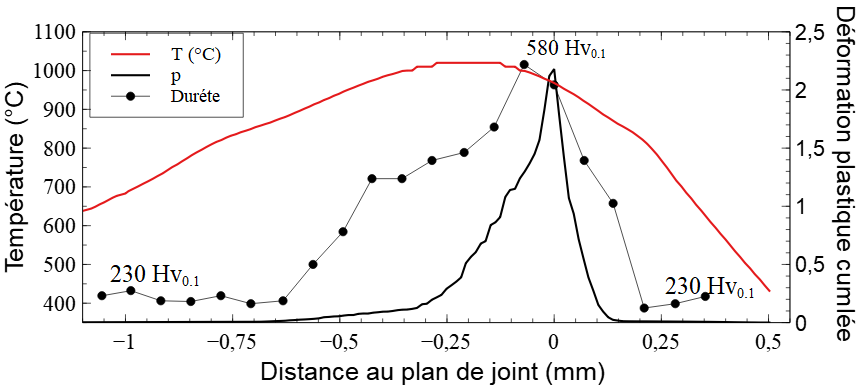 1100
1000
900
800
700
600
500
400
Température (°C)
T (°C)
p
Duréte
580 Hv0.1
230 Hv0.1
230 Hv0.1
2,5
2
1,5
1
0,5
0
Déformation plastique cumlée
−1 −0,75 −0,5 −0,25 0 0,25 0,5
Distance au plan de joint (mm)